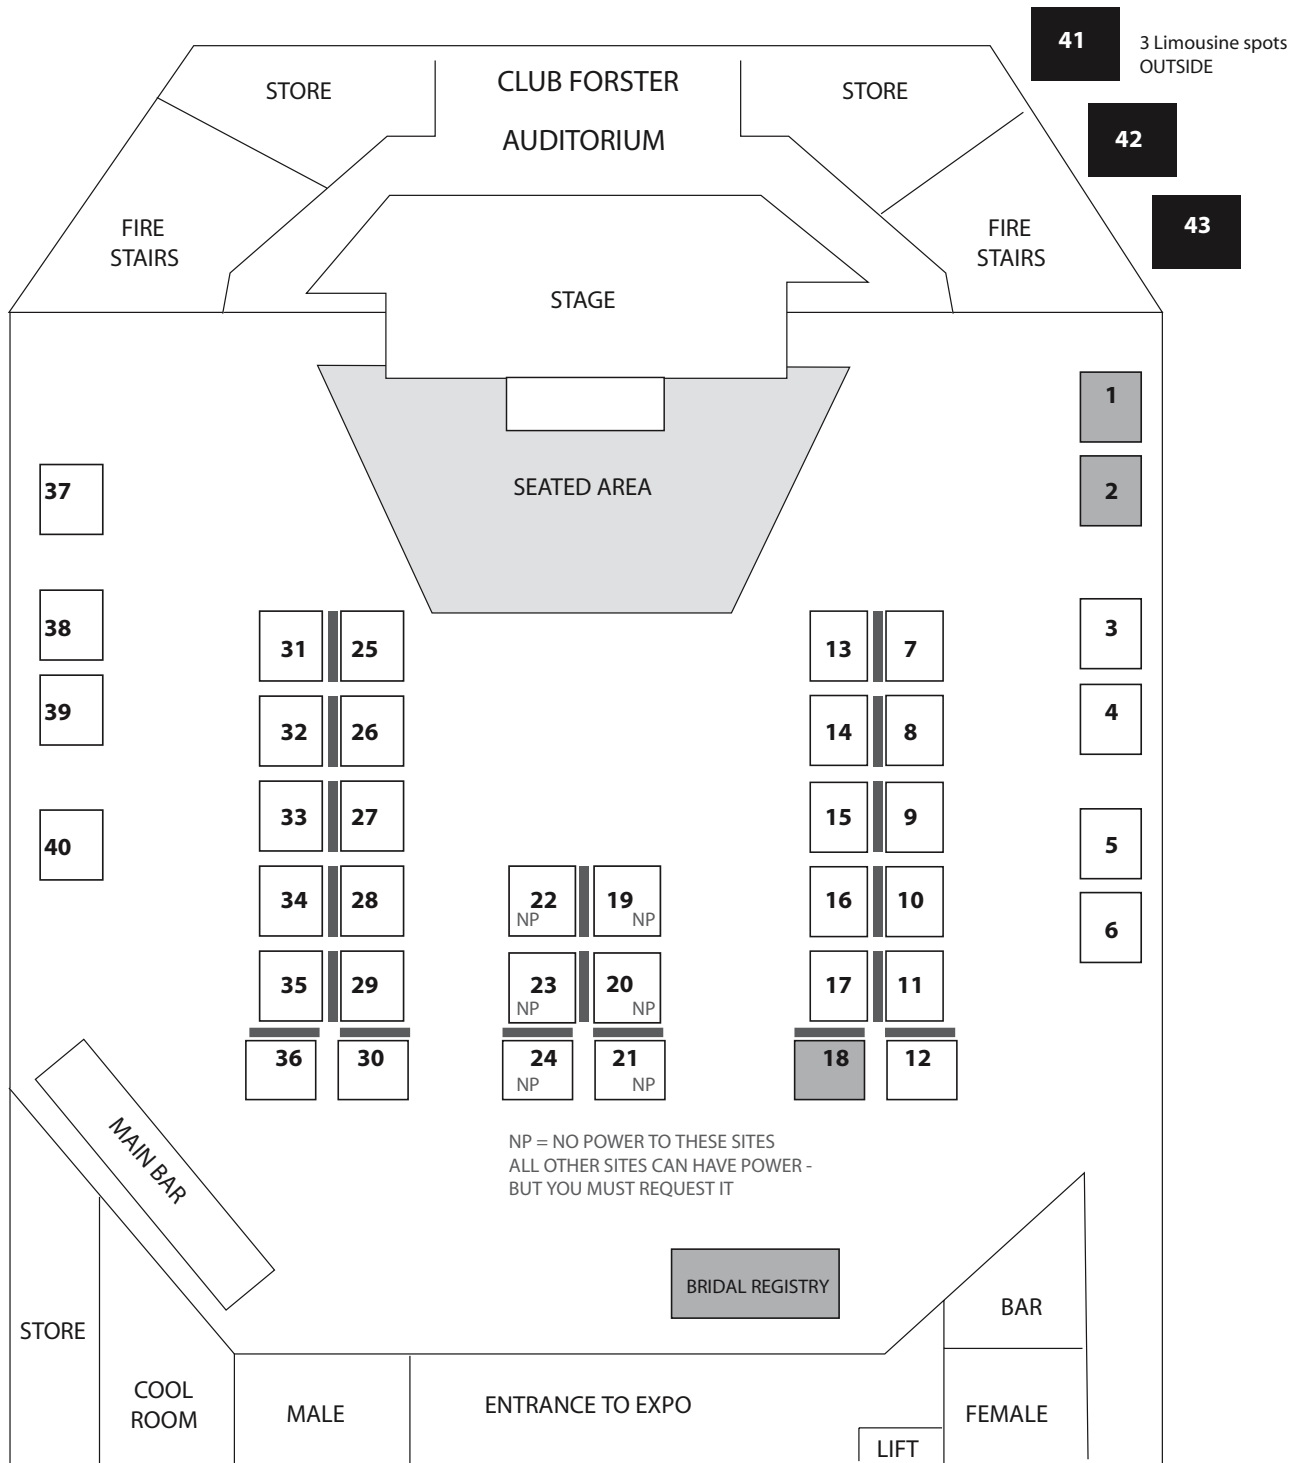 41
3 Limousine spots
OUTSIDE
STORE
CLUB FORSTER
AUDITORIUM
STORE
42
43
FIRE
STAIRS
FIRE
STAIRS
STAGE
1
2
37
SEATED AREA
38
3
31
25
13
7
39
4
32
26
14
8
33
27
15
9
40
5
34
28
22
NP
19
NP
16
10
6
35
29
23
NP
20
NP
17
11
36
30
24
NP
21
NP
18
12
MAIN BAR
NP = NO POWER TO THESE SITES
ALL OTHER SITES CAN HAVE POWER -
BUT YOU MUST REQUEST IT
BRIDAL REGISTRY
BAR
STORE
COOL
ROOM
MALE
ENTRANCE TO EXPO
FEMALE
LIFT